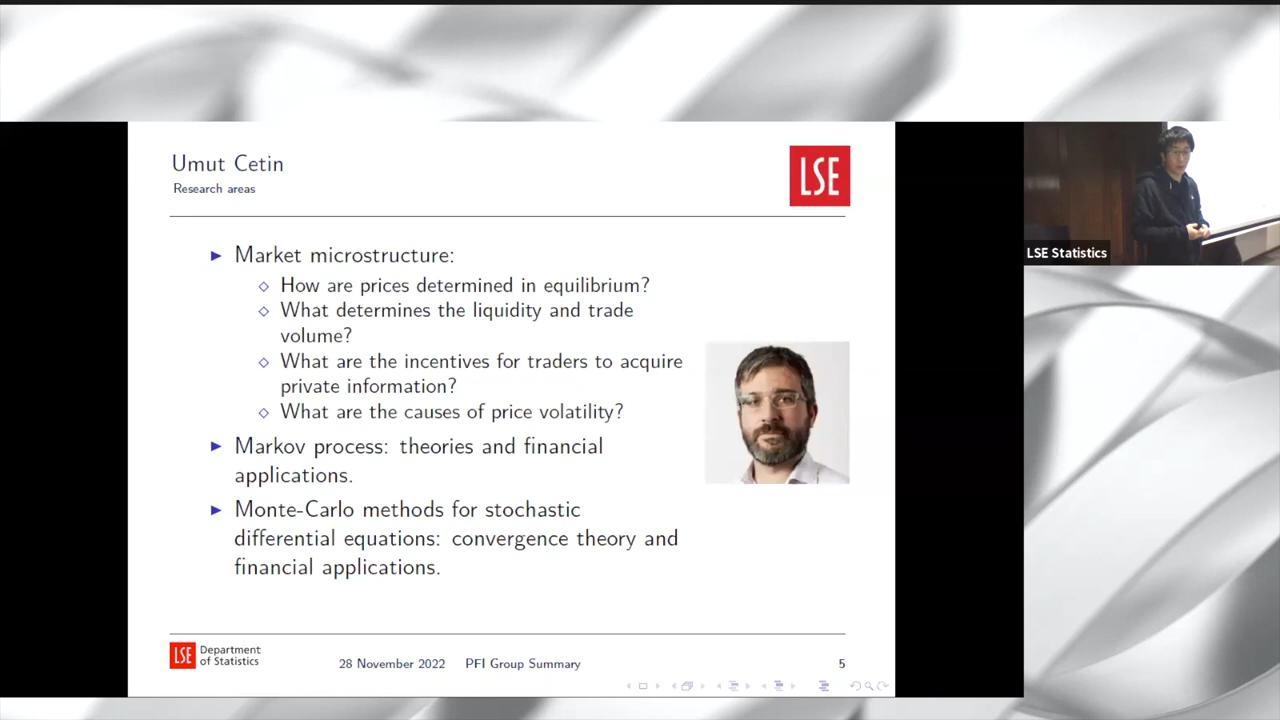 Umut Cetin
Research areas
LSE
Market microstructure:
How are prices determined in equilibrium?
What determines the liquidity and trade
volume?
What are the incentives for traders to acquire
private information?
What are the causes of price volatility?
Markov process: theories and financial
applications.
Monte-Carlo methods for stochastic
differential equations: convergence theory and
financial applications.
LSE
Department
of Statistics
28 November 2022 PFI Group Summary 5
LSE Statistics